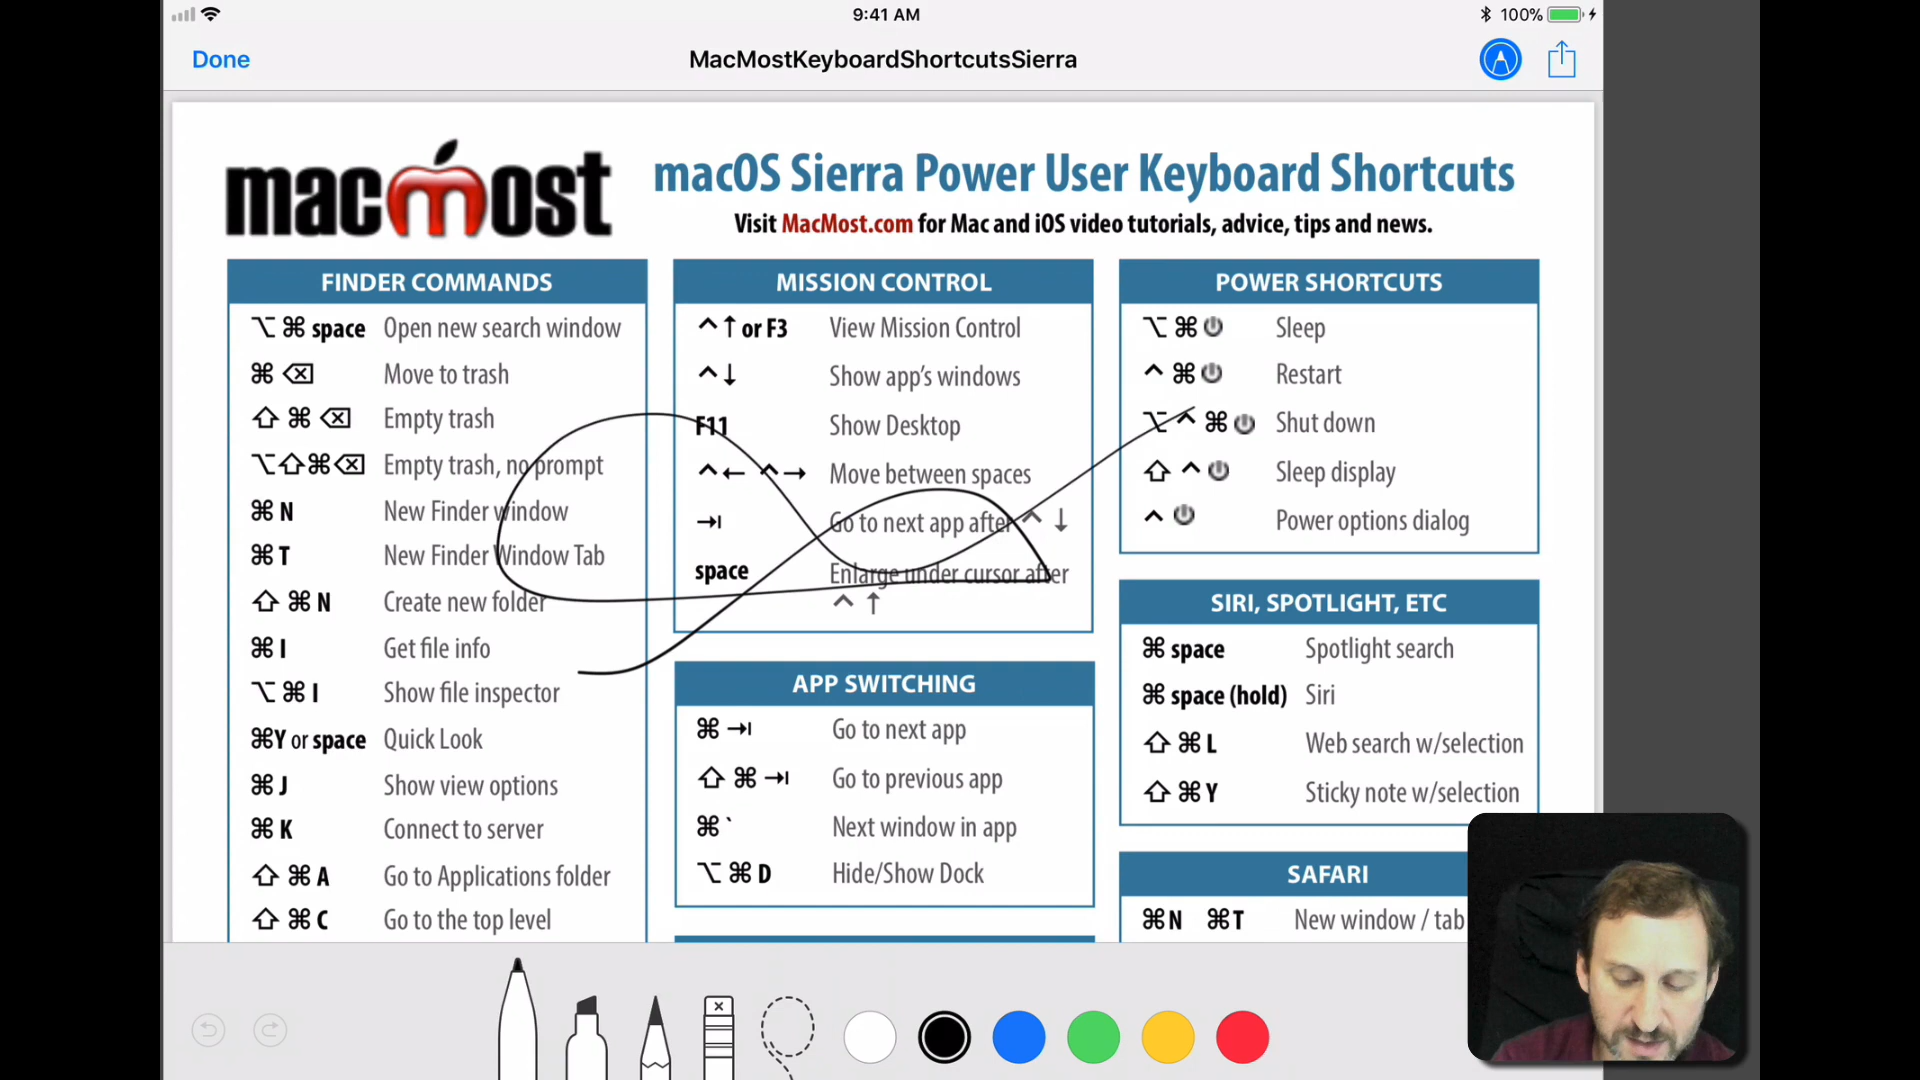 9:41 AM
100%
Done
MacMostKeyboardShortcutsSierra
macmost
macOS Sierra Power User Keyboard Shortcuts
Visit MacMost.com for Mac and iOS video tutorials, advice, tips and news.
FINDER COMMANDS
⌥ ⌘ space Open new search window
⌘ ⌫ Move to trash
⇧ ⌘ ⌫ Empty trash
⌥⇧⌘⌫ Empty trash, no prompt
⌘ N New Finder window
⌘ T New Finder Window Tab
⇧ ⌘ N Create new folder
⌘ I Get file info
⌥ ⌘ I Show file inspector
⌘Y or space Quick Look
⌘ J Show view options
⌘ K Connect to server
⇧ ⌘ A Go to Applications folder
⇧ ⌘ C Go to the top level
MISSION CONTROL
^ ↑ or F3 View Mission Control
^ ↓ Show app's windows
F11 Show Desktop
^ ← ^ → Move between spaces
⇥ Go to next app after ^ ↓
space Enlarge under cursor after
^ ↑
APP SWITCHING
⌘ ⇥ Go to next app
⇧ ⌘ ⇥ Go to previous app
⌘ ` Next window in app
⌥ ⌘ D Hide/Show Dock
POWER SHORTCUTS
⌥ ⌘ ⏻ Sleep
^ ⌘ ⏻ Restart
⌥ ^ ⌘ ⏻ Shut down
⇧ ^ ⏻ Sleep display
^ ⏻ Power options dialog
SIRI, SPOTLIGHT, ETC
⌘ space Spotlight search
⌘ space (hold) Siri
⇧ ⌘ L Web search w/selection
⇧ ⌘ Y Sticky note w/selection
SAFARI
⌘N ⌘T New window / tab